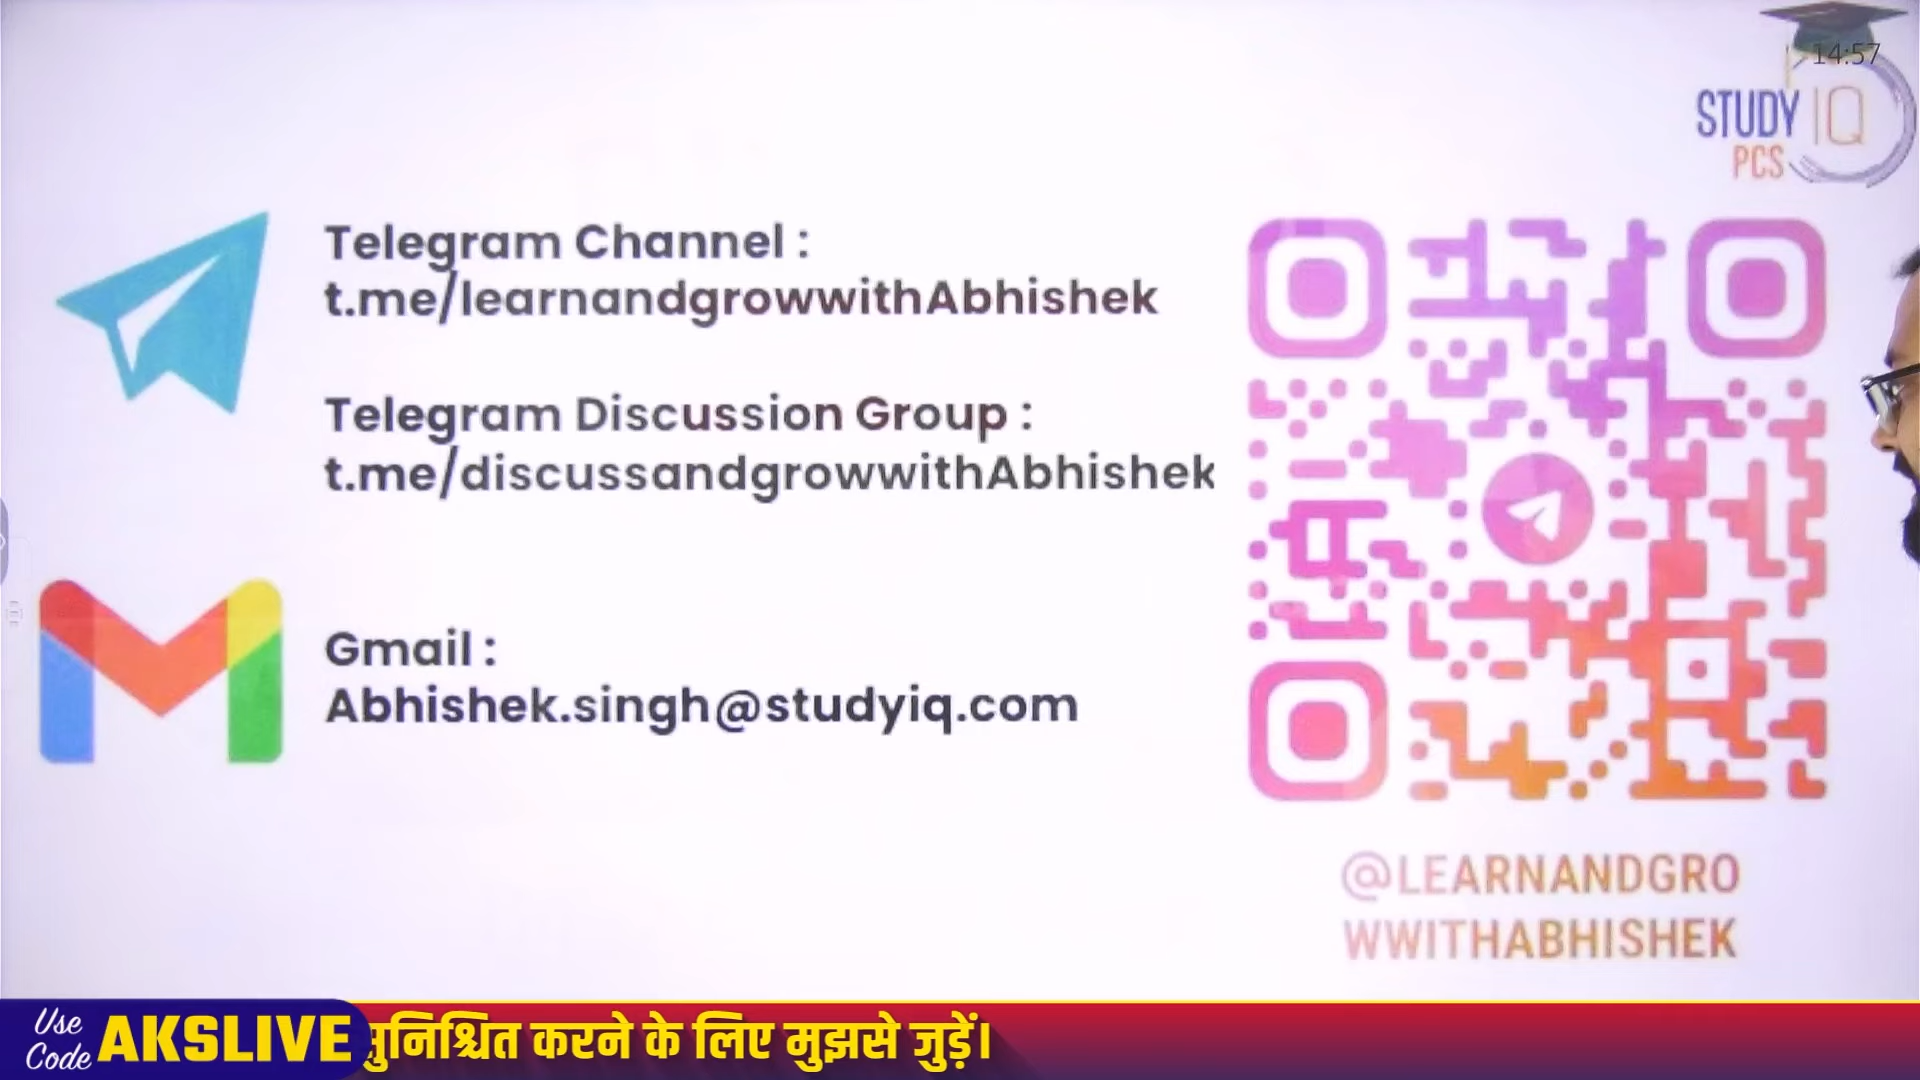 14:57
STUDY IQ
PCS
Telegram Channel :
t.me/learnandgrowwithAbhishek
Telegram Discussion Group :
t.me/discussandgrowwithAbhishek
Gmail :
Abhishek.singh@studyiq.com
@LEARNANDGRO
WWITHABHISHEK
Use
Code
AKSLIVE
सुनिश्चित करने के लिए मुझसे जुड़ें।